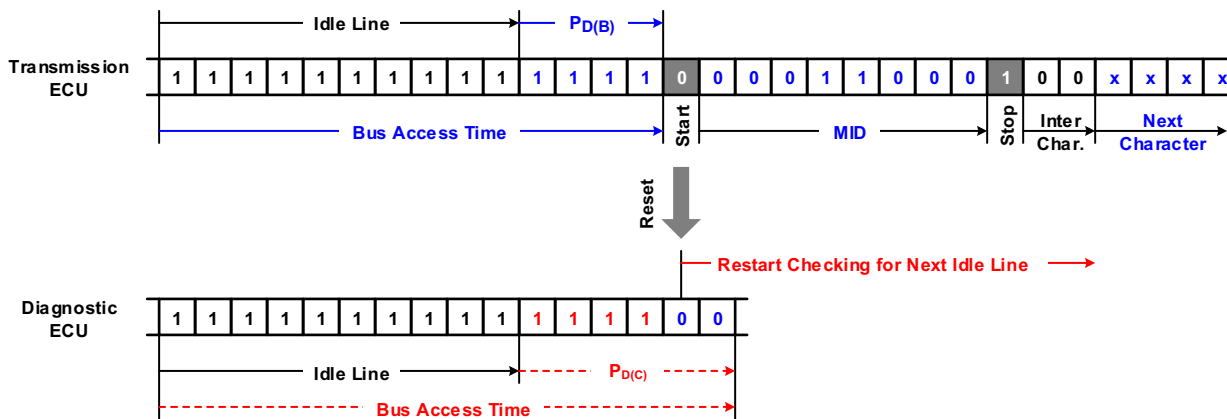 Idle Line P_D(B)
Transmission ECU 1 1 1 1 1 1 1 1 1 1 1 1 1 1 0 0 0 0 1 1 0 0 0 1 0 0 x x x x
Bus Access Time Start MID Stop Inter Char. Next Character
Reset
Restart Checking for Next Idle Line
Diagnostic ECU 1 1 1 1 1 1 1 1 1 1 1 1 1 1 0 0
Idle Line P_D(C)
Bus Access Time